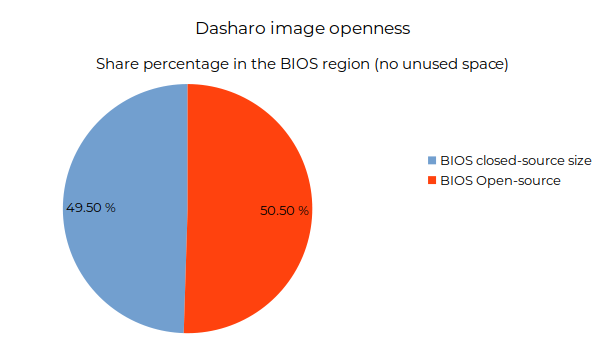 Dasharo image openness
Share percentage in the BIOS region (no unused space)
BIOS closed-source size
BIOS Open-source
49.50 %
50.50 %